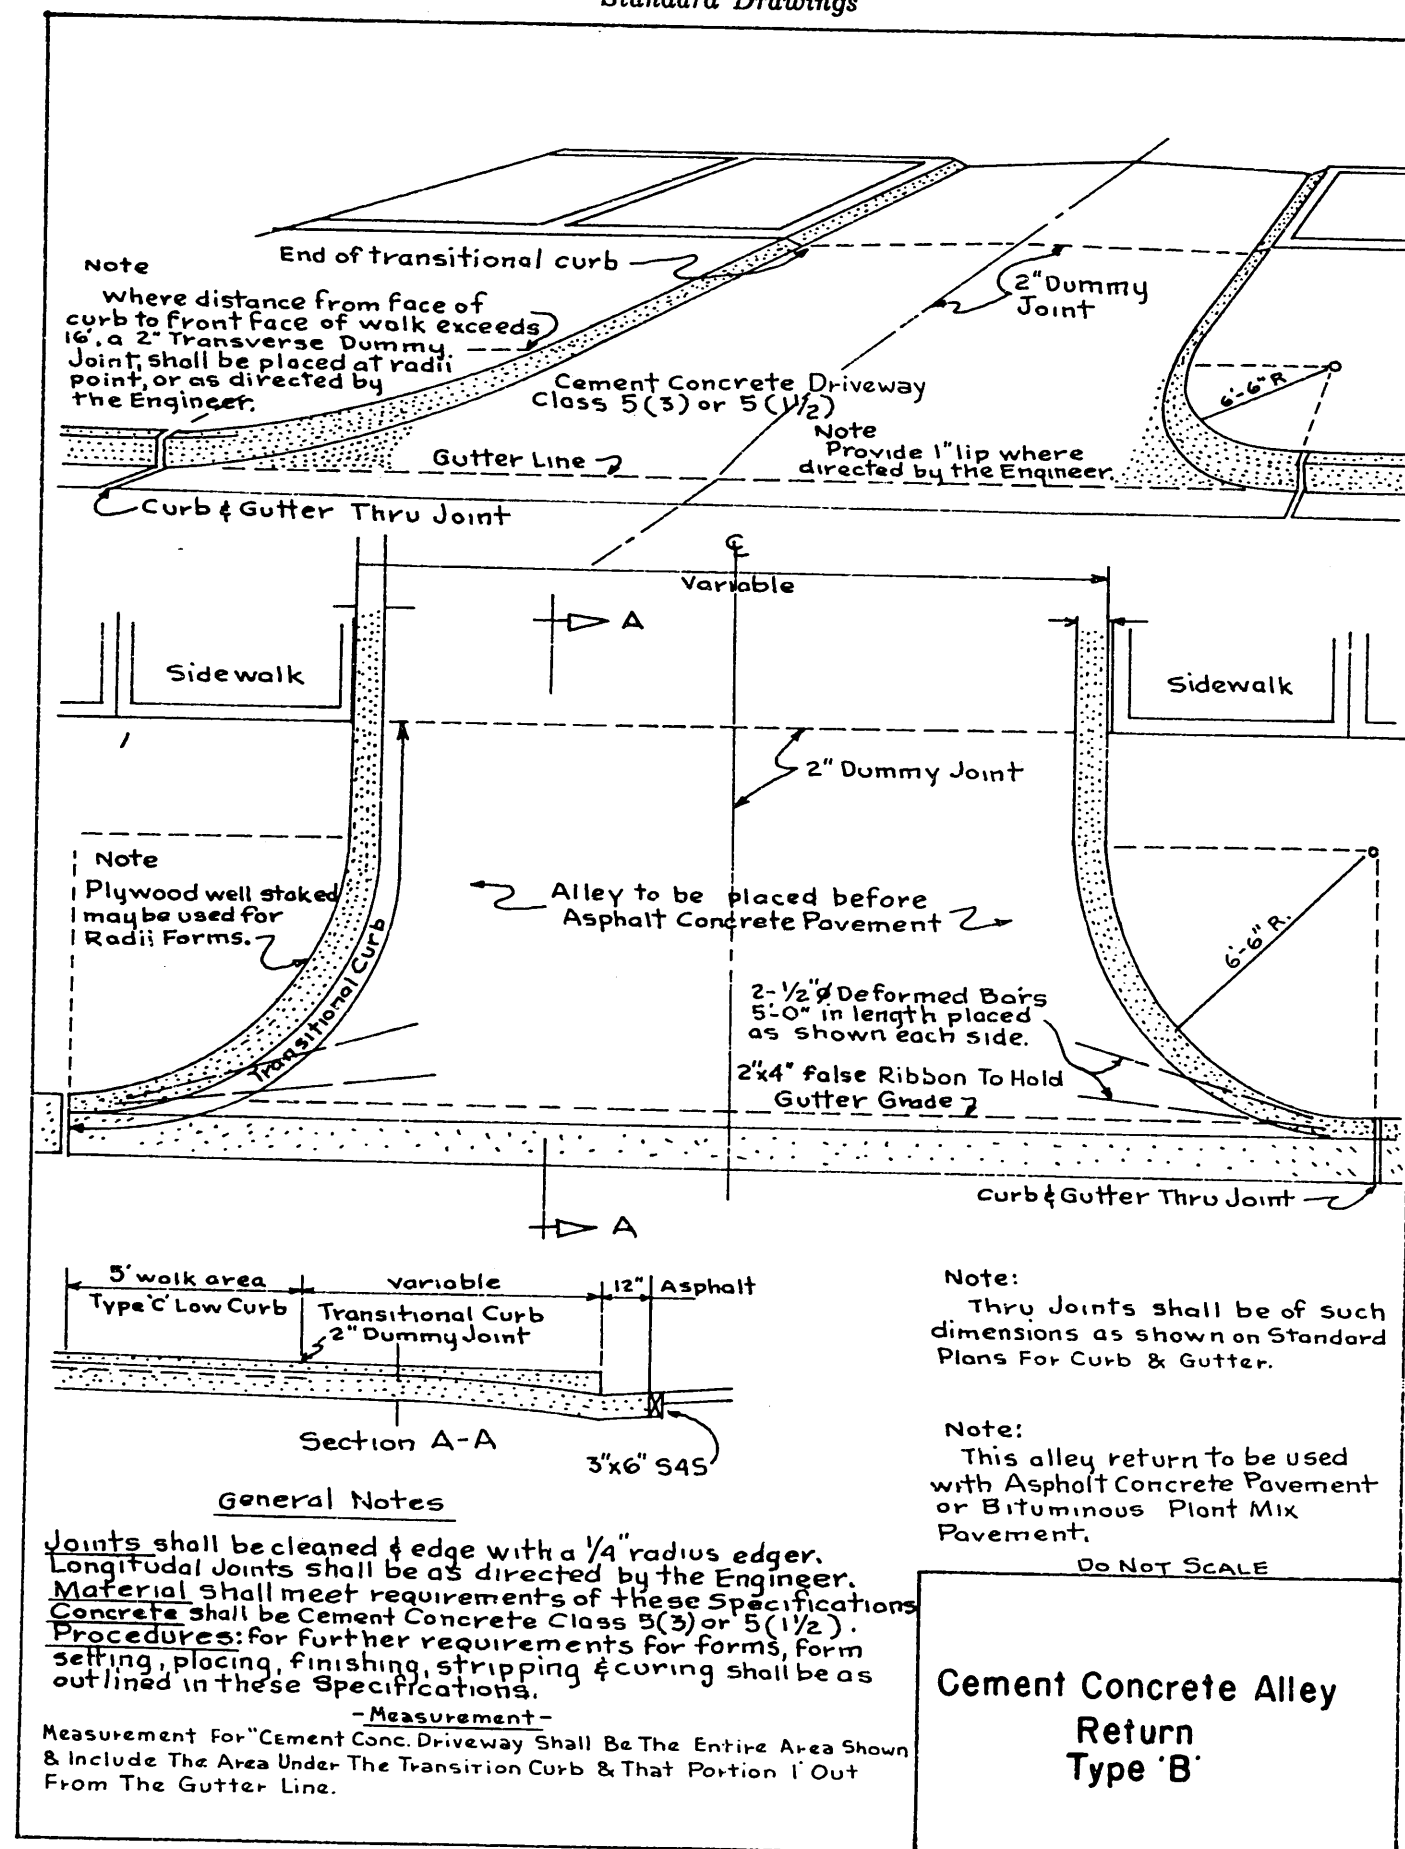 Standard Drawings
End of transitional curb
Note
Where distance from face of
curb to front face of walk exceeds
16', a 2" Transverse Dummy
Joint, shall be placed at radii
point, or as directed by
the Engineer.
2" Dummy
Joint
6'-6" R
Cement Concrete Driveway
Class 5(3) or 5(1½)
Note
Provide 1" lip where
directed by the Engineer.
Gutter Line
Curb & Gutter Thru Joint
℄
Variable
A
Sidewalk
Sidewalk
2" Dummy Joint
Note
Plywood well staked
may be used for
Radii Forms.
Alley to be placed before
Asphalt Concrete Pavement
Transitional Curb
6'-6" R.
2-½"ø Deformed Bars
5'-0" in length placed
as shown each side.
2"x4" false Ribbon To Hold
Gutter Grade
Curb & Gutter Thru Joint
A
5' walk area
variable
12"
Asphalt
Type 'C' Low Curb
Transitional Curb
2" Dummy Joint
Section A-A
3"x6" S4S
Note:
Thru Joints shall be of such
dimensions as shown on Standard
Plans For Curb & Gutter.
Note:
This alley return to be used
with Asphalt Concrete Pavement
or Bituminous Plant Mix
Pavement.
General Notes
Joints shall be cleaned & edge with a ¼" radius edger.
Longitudal Joints shall be as directed by the Engineer.
Material shall meet requirements of these Specifications
Concrete shall be Cement Concrete Class 5(3) or 5(1½).
Procedures: for further requirements for forms, form
setting, placing, finishing, stripping & curing shall be as
outlined in these Specifications.
-Measurement-
Measurement For "Cement Conc. Driveway Shall Be The Entire Area Shown
& Include The Area Under The Transition Curb & That Portion 1' Out
From The Gutter Line.
DO NOT SCALE
Cement Concrete Alley
Return
Type 'B'